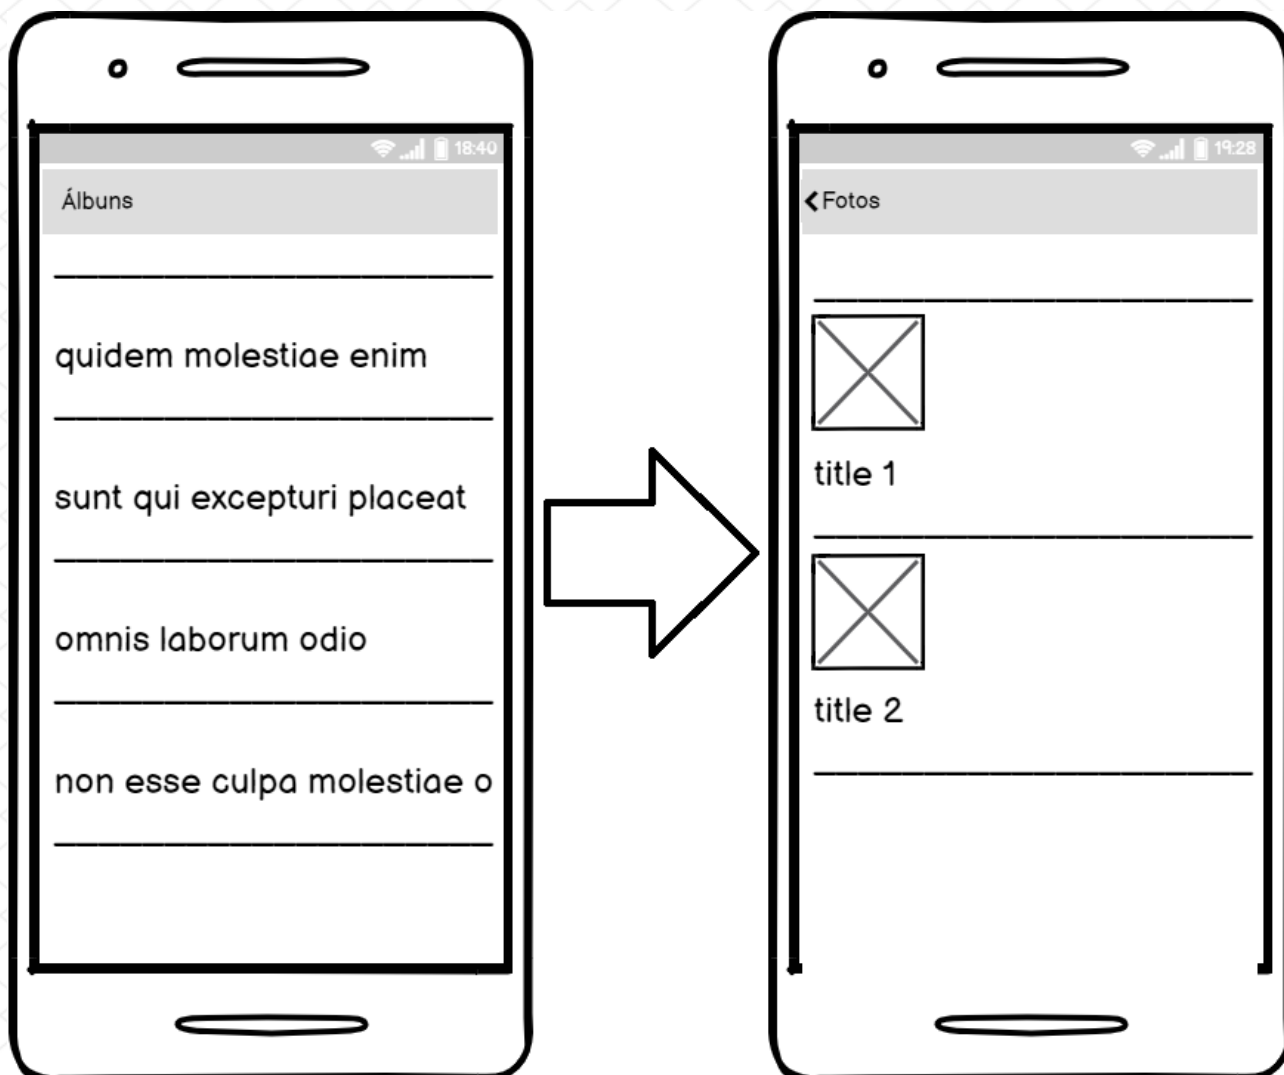 18:40
Álbuns
quidem molestiae enim
sunt qui excepturi placeat
omnis laborum odio
non esse culpa molestiae o
19:28
Fotos
title 1
title 2